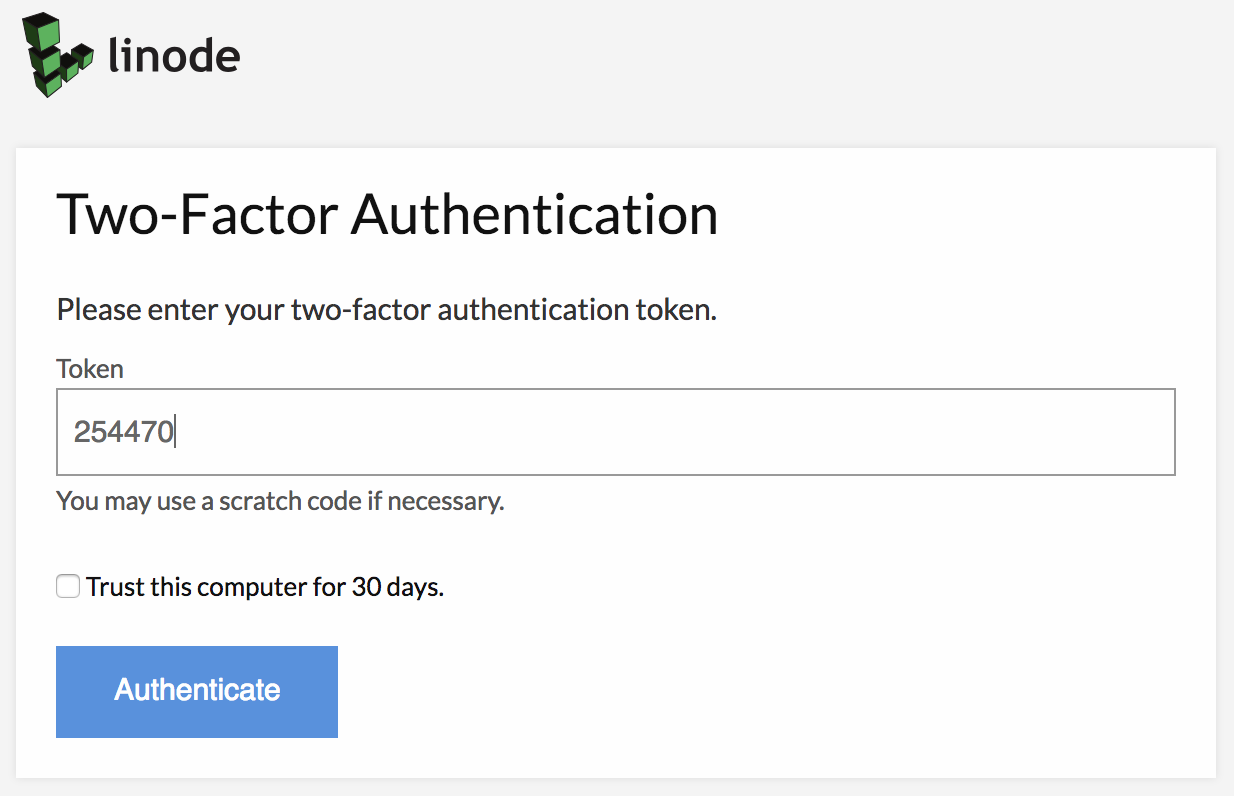 linode
Two-Factor Authentication
Please enter your two-factor authentication token.
Token
254470
You may use a scratch code if necessary.
Trust this computer for 30 days.
Authenticate